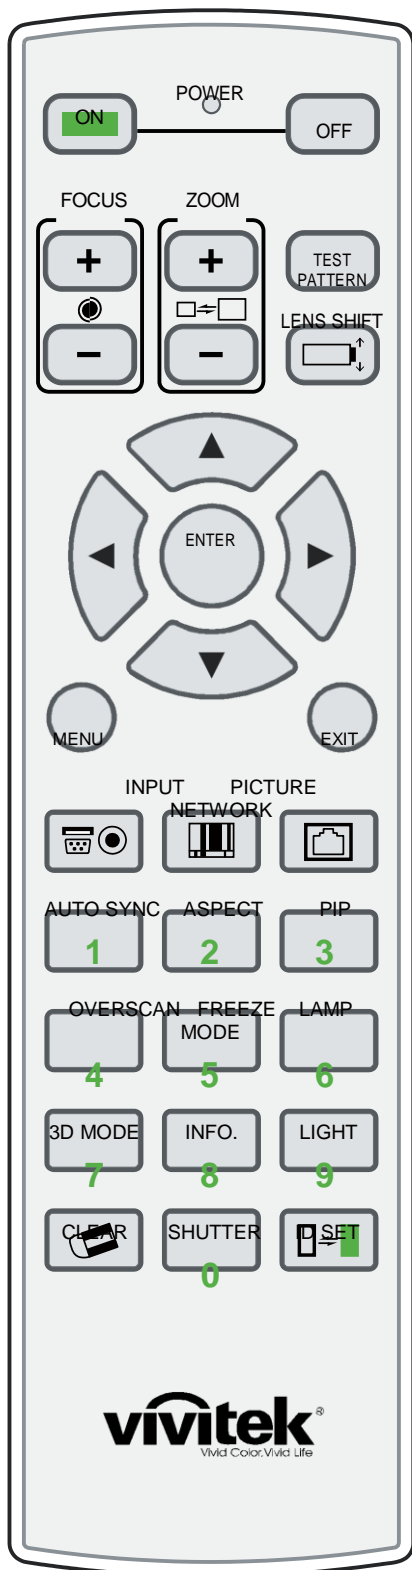 POWER
ON
OFF
FOCUS
ZOOM
+
+
TEST
PATTERN
LENS SHIFT
−
−
ENTER
MENU
EXIT
INPUT PICTURE
NETWORK
AUTO SYNC ASPECT PIP
1 2 3
OVERSCAN FREEZE LAMP
MODE
4 5 6
3D MODE INFO. LIGHT
7 8 9
CLEAR SHUTTER ID SET
0
vivitek®
Vivid Color, Vivid Life